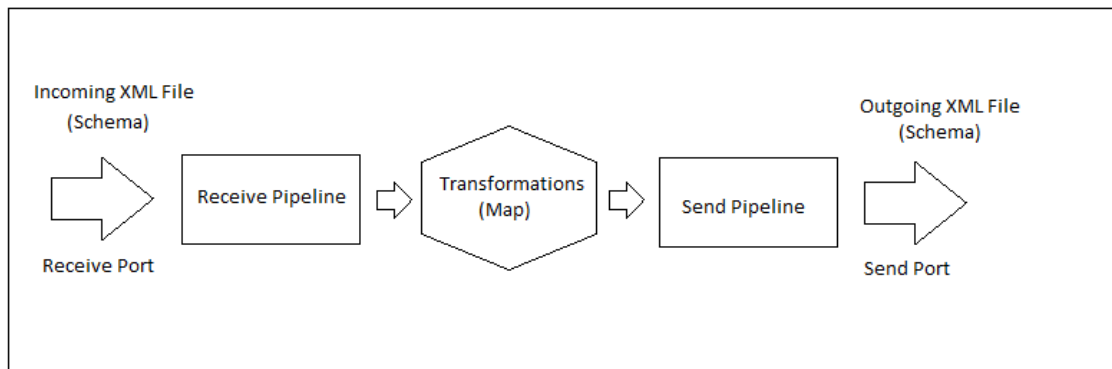 Incoming XML File
(Schema)
Receive Port
Receive Pipeline
Transformations
(Map)
Send Pipeline
Outgoing XML File
(Schema)
Send Port